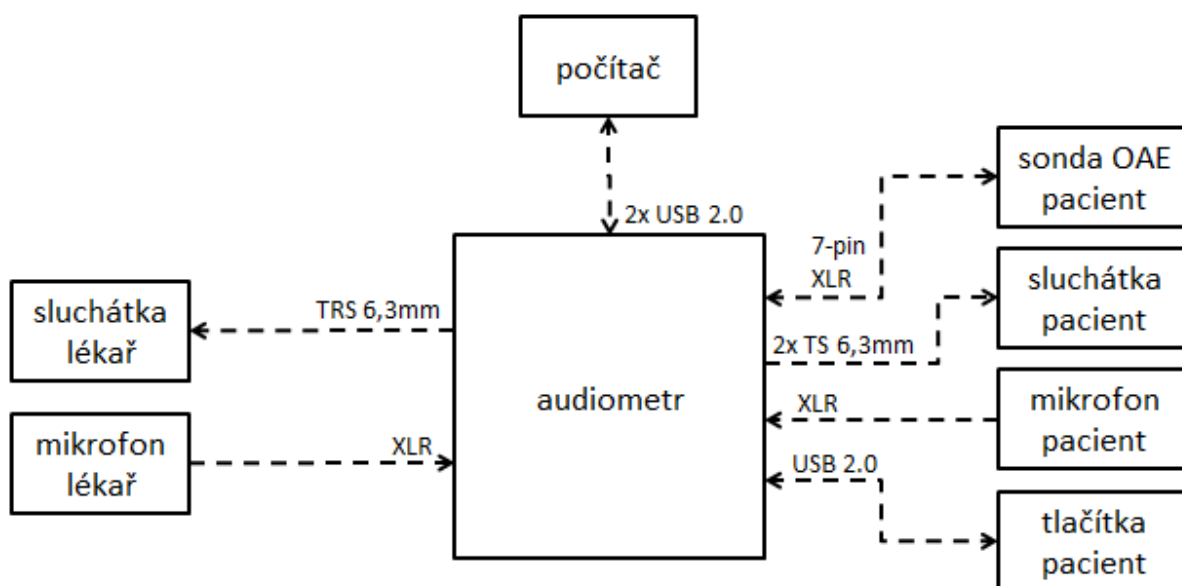 počítač
2x USB 2.0
sonda OAE
pacient
7-pin
XLR
sluchátka
pacient
2x TS 6,3mm
sluchátka
lékař
TRS 6,3mm
audiometr
mikrofon
pacient
XLR
mikrofon
lékař
XLR
USB 2.0
tlačítka
pacient